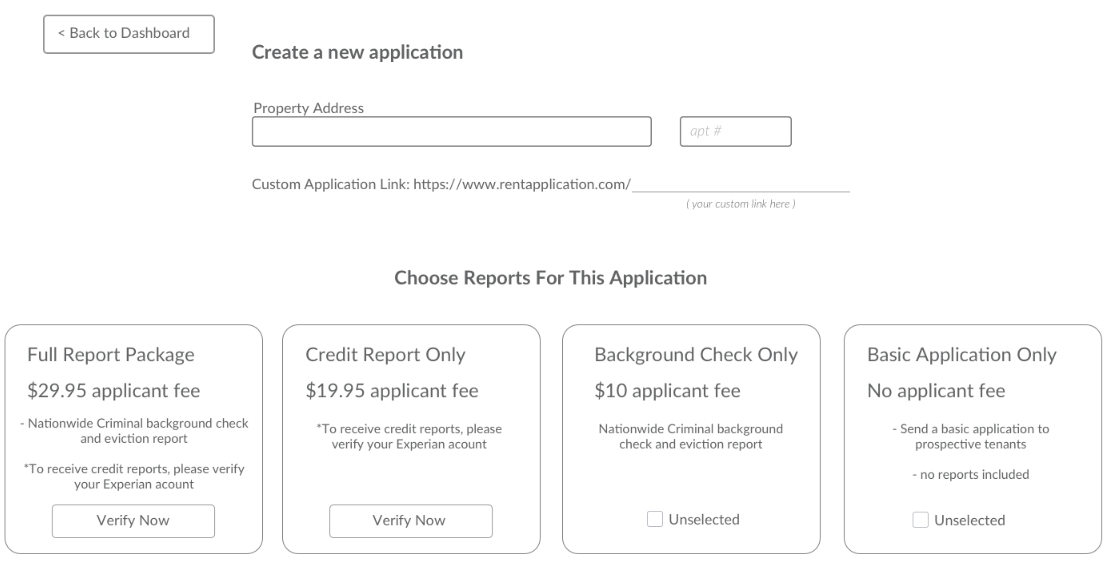 < Back to Dashboard
Create a new application
Property Address
apt #
Custom Application Link: https://www.rentapplication.com/
( your custom link here )
Choose Reports For This Application
Full Report Package
$29.95 applicant fee
- Nationwide Criminal background check
and eviction report
*To receive credit reports, please verify
your Experian acount
Verify Now
Credit Report Only
$19.95 applicant fee
*To receive credit reports, please
verify your Experian acount
Verify Now
Background Check Only
$10 applicant fee
Nationwide Criminal background
check and eviction report
Unselected
Basic Application Only
No applicant fee
- Send a basic application to
prospective tenants
- no reports included
Unselected